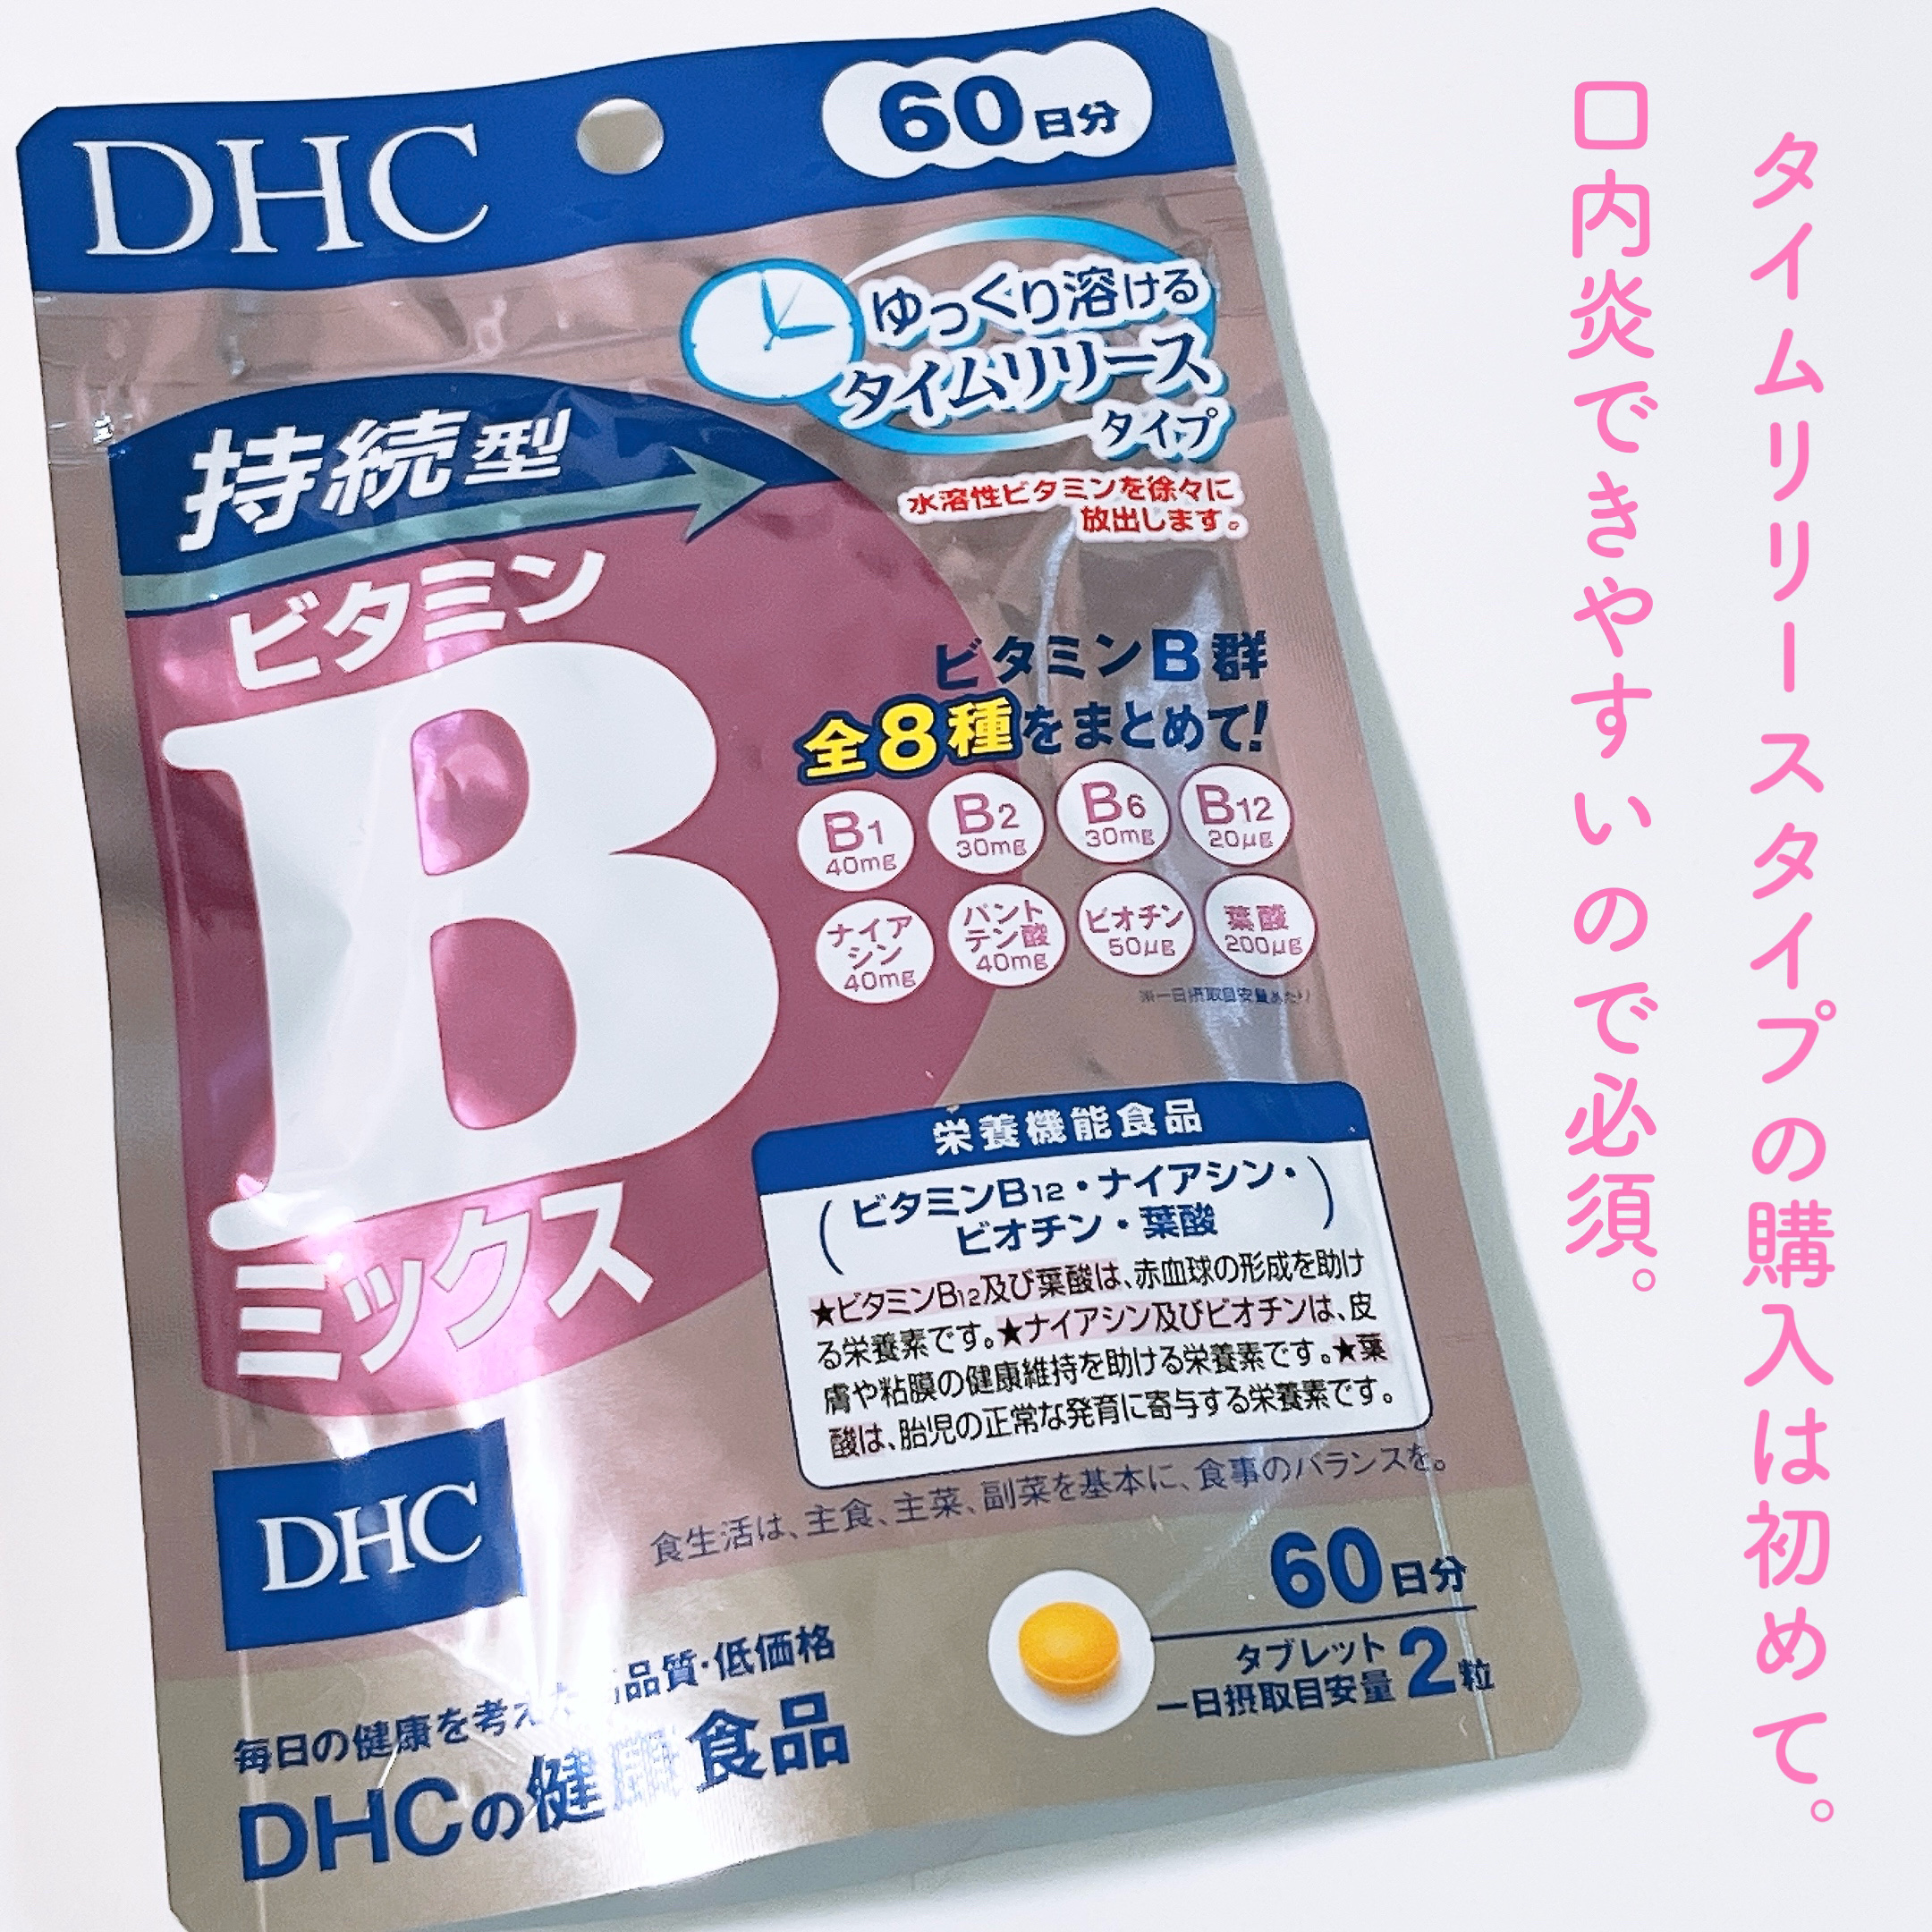 タイムリリースタイプの購入は初めて。
口内炎できやすいので必須。
DHC
60日分
ゆっくり溶ける
タイムリリース
タイプ
水溶性ビタミンを徐々に
放出します。
持続型
ビタミン
B
ミックス
ビタミンB群
全8種をまとめて!
B1
40mg
B2
30mg
B6
30mg
B12
20μg
ナイア
シン
40mg
パント
テン酸
40mg
ビオチン
50μg
葉酸
200μg
※一日摂取目安量あたり
栄養機能食品
(ビタミンB12・ナイアシン・
ビオチン・葉酸)
★ビタミンB12及び葉酸は、赤血球の形成を助け
る栄養素です。★ナイアシン及びビオチンは、皮
膚や粘膜の健康維持を助ける栄養素です。★葉
酸は、胎児の正常な発育に寄与する栄養素です。
食生活は、主食、主菜、副菜を基本に、食事のバランスを。
DHC
60日分
タブレット
一日摂取目安量2粒
毎日の健康を考えた高品質・低価格
DHCの健康食品